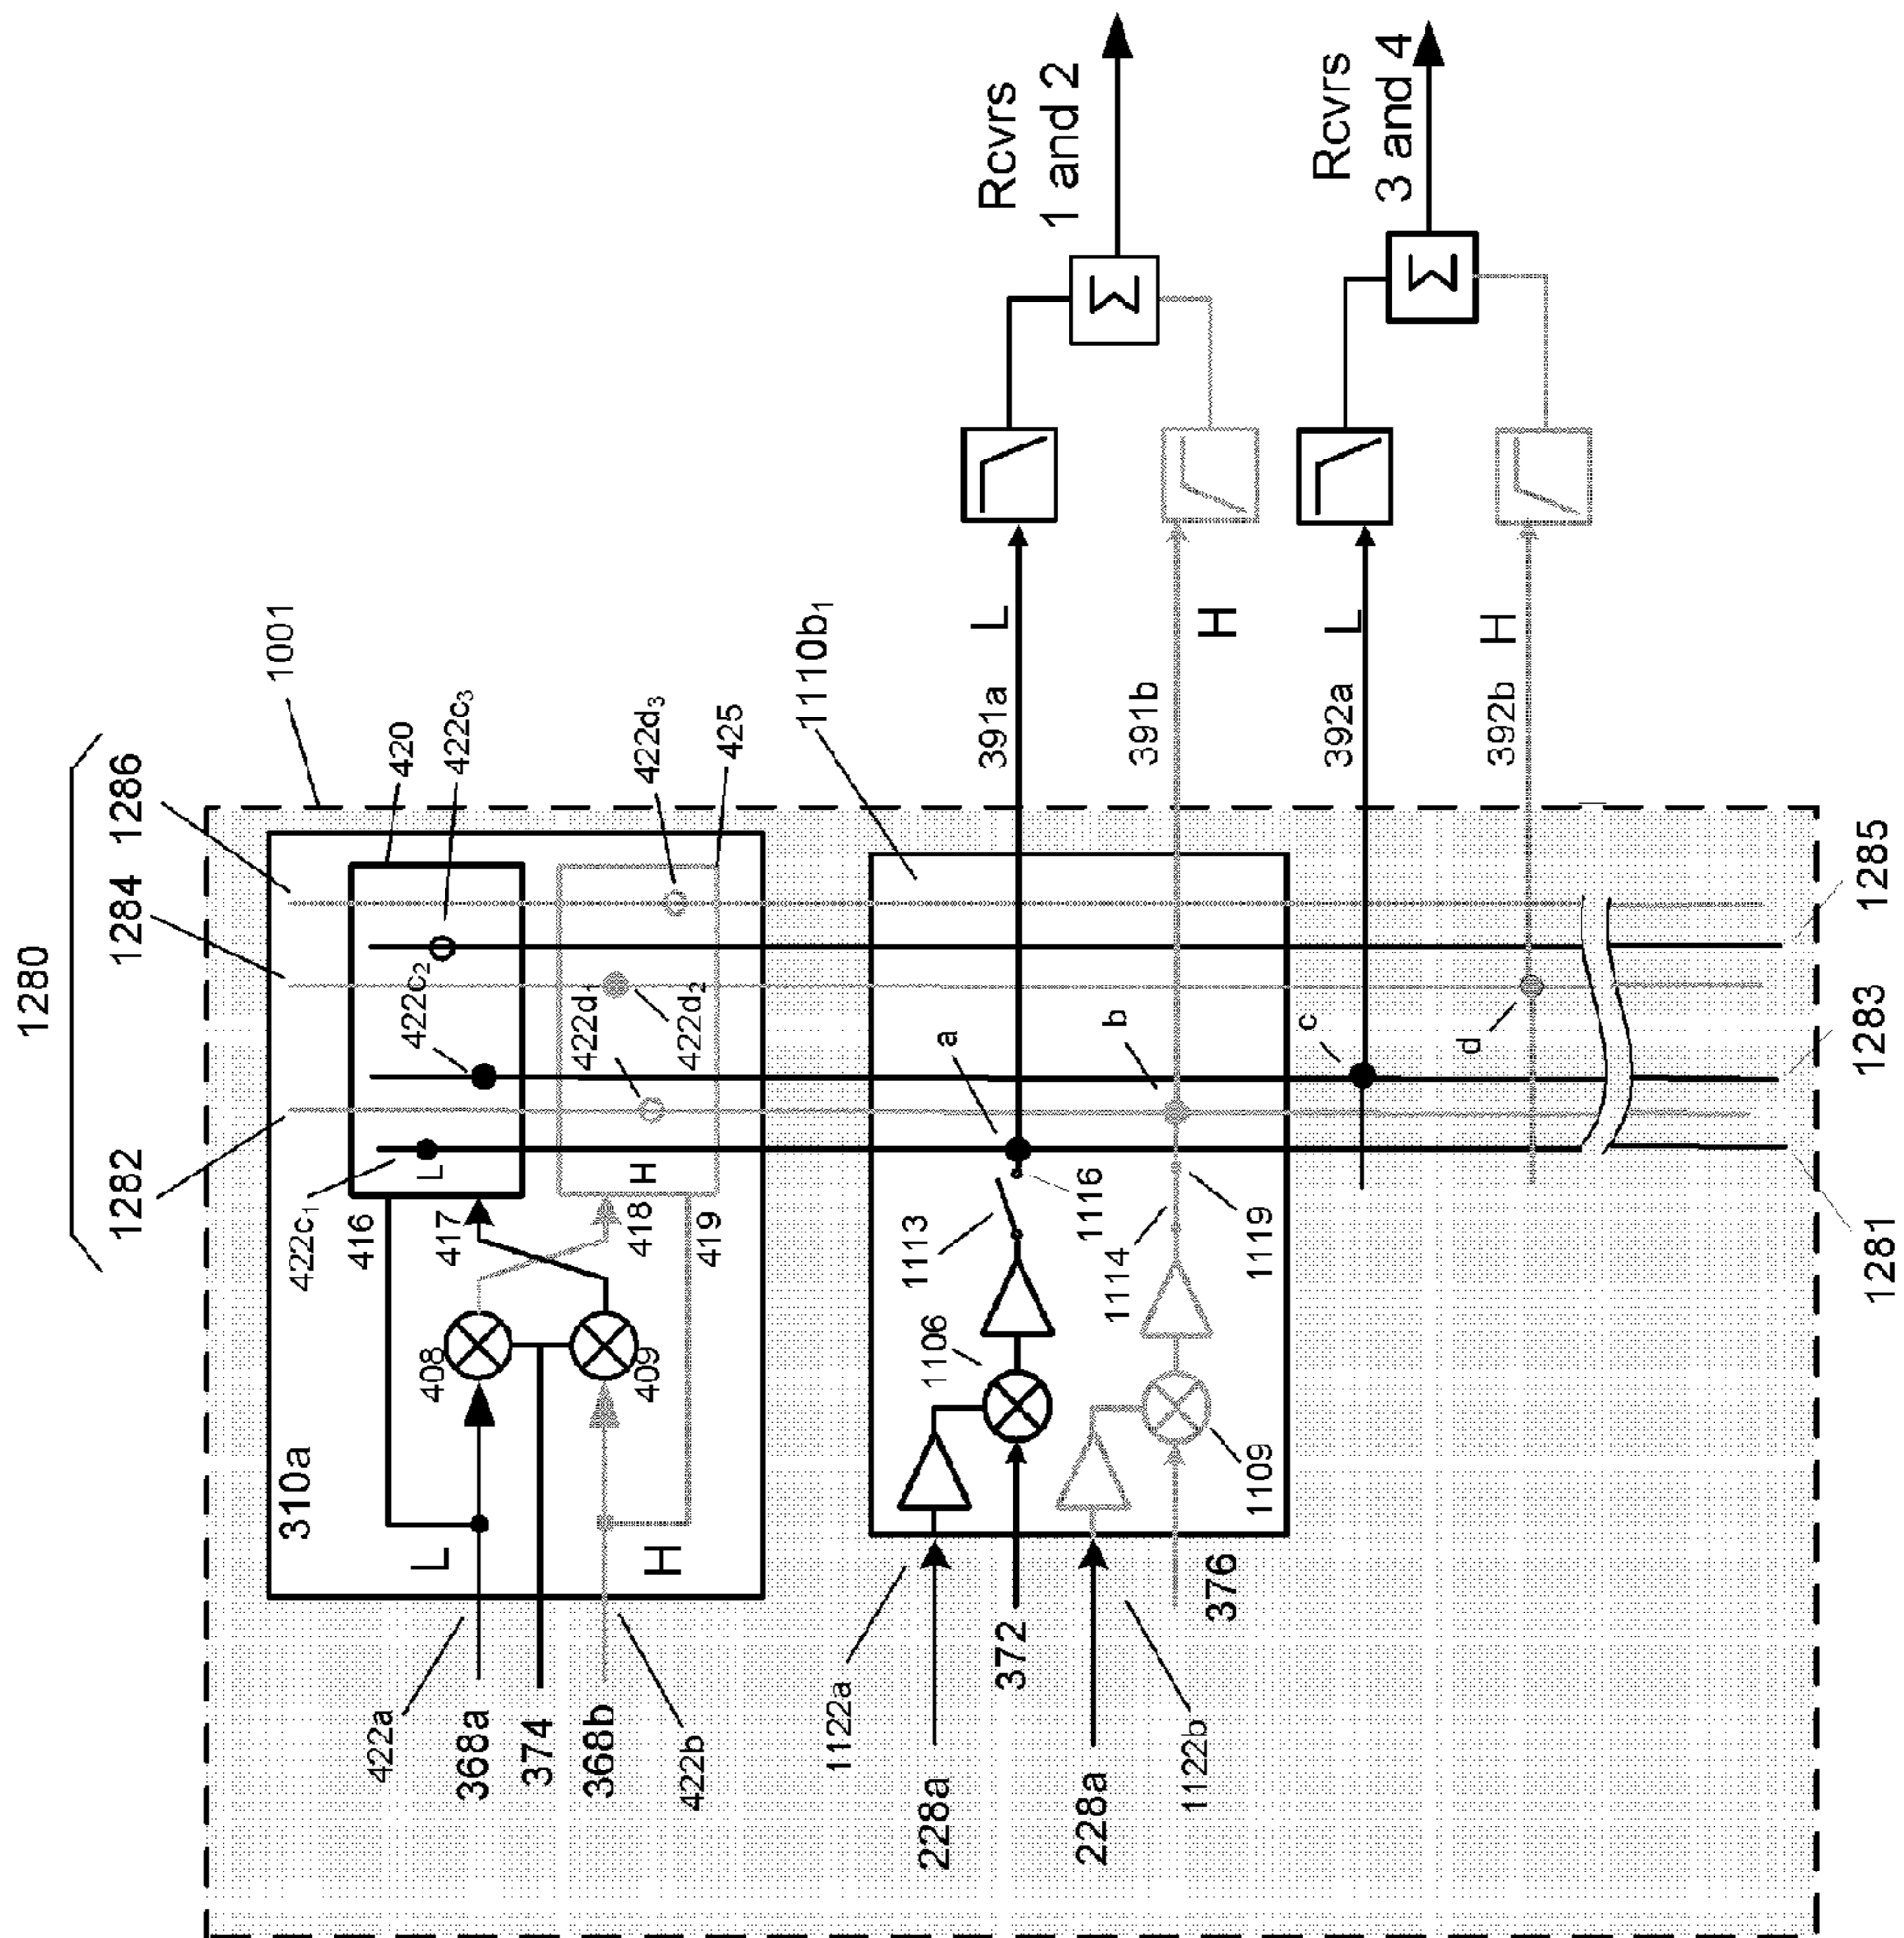 Rcvrs
1 and 2
Rcvrs
3 and 4
1280
1282
1284
1286
1001
420
422c₃
422d₃
425
1110b₁
391a
L
391b
H
392a
L
392b
H
422c₂
422d₁
422d₂
422c₁
L
H
416
417
418
419
408
409
310a
L
H
422a
368a
374
368b
422b
a
b
c
d
1113
1116
1114
1119
1106
1109
1122a
228a
372
228a
1122b
376
1285
1283
1281
Σ
Σ